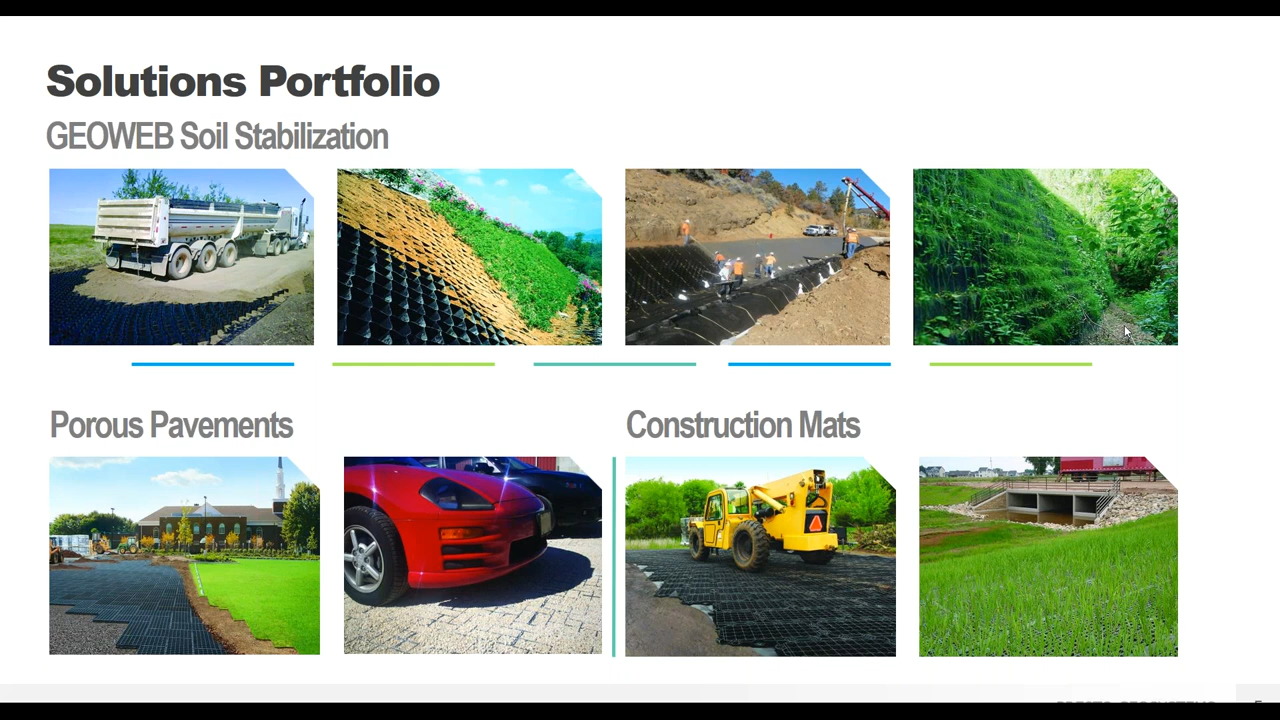 Solutions Portfolio
GEOWEB Soil Stabilization
Porous Pavements
Construction Mats